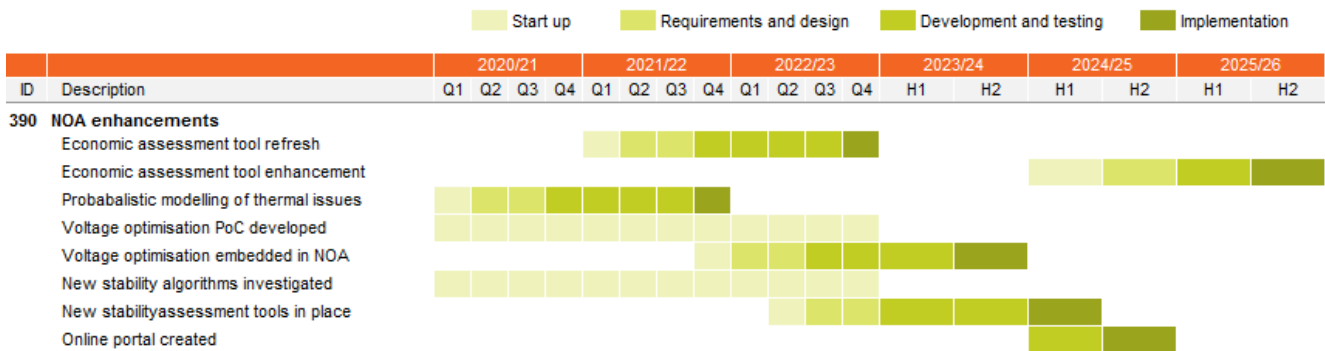 Start up Requirements and design Development and testing Implementation
2020/21 2021/22 2022/23 2023/24 2024/25 2025/26
ID Description Q1 Q2 Q3 Q4 Q1 Q2 Q3 Q4 Q1 Q2 Q3 Q4 H1 H2 H1 H2 H1 H2
390 NOA enhancements
Economic assessment tool refresh
Economic assessment tool enhancement
Probabalistic modelling of thermal issues
Voltage optimisation PoC developed
Voltage optimisation embedded in NOA
New stability algorithms investigated
New stabilityassessment tools in place
Online portal created